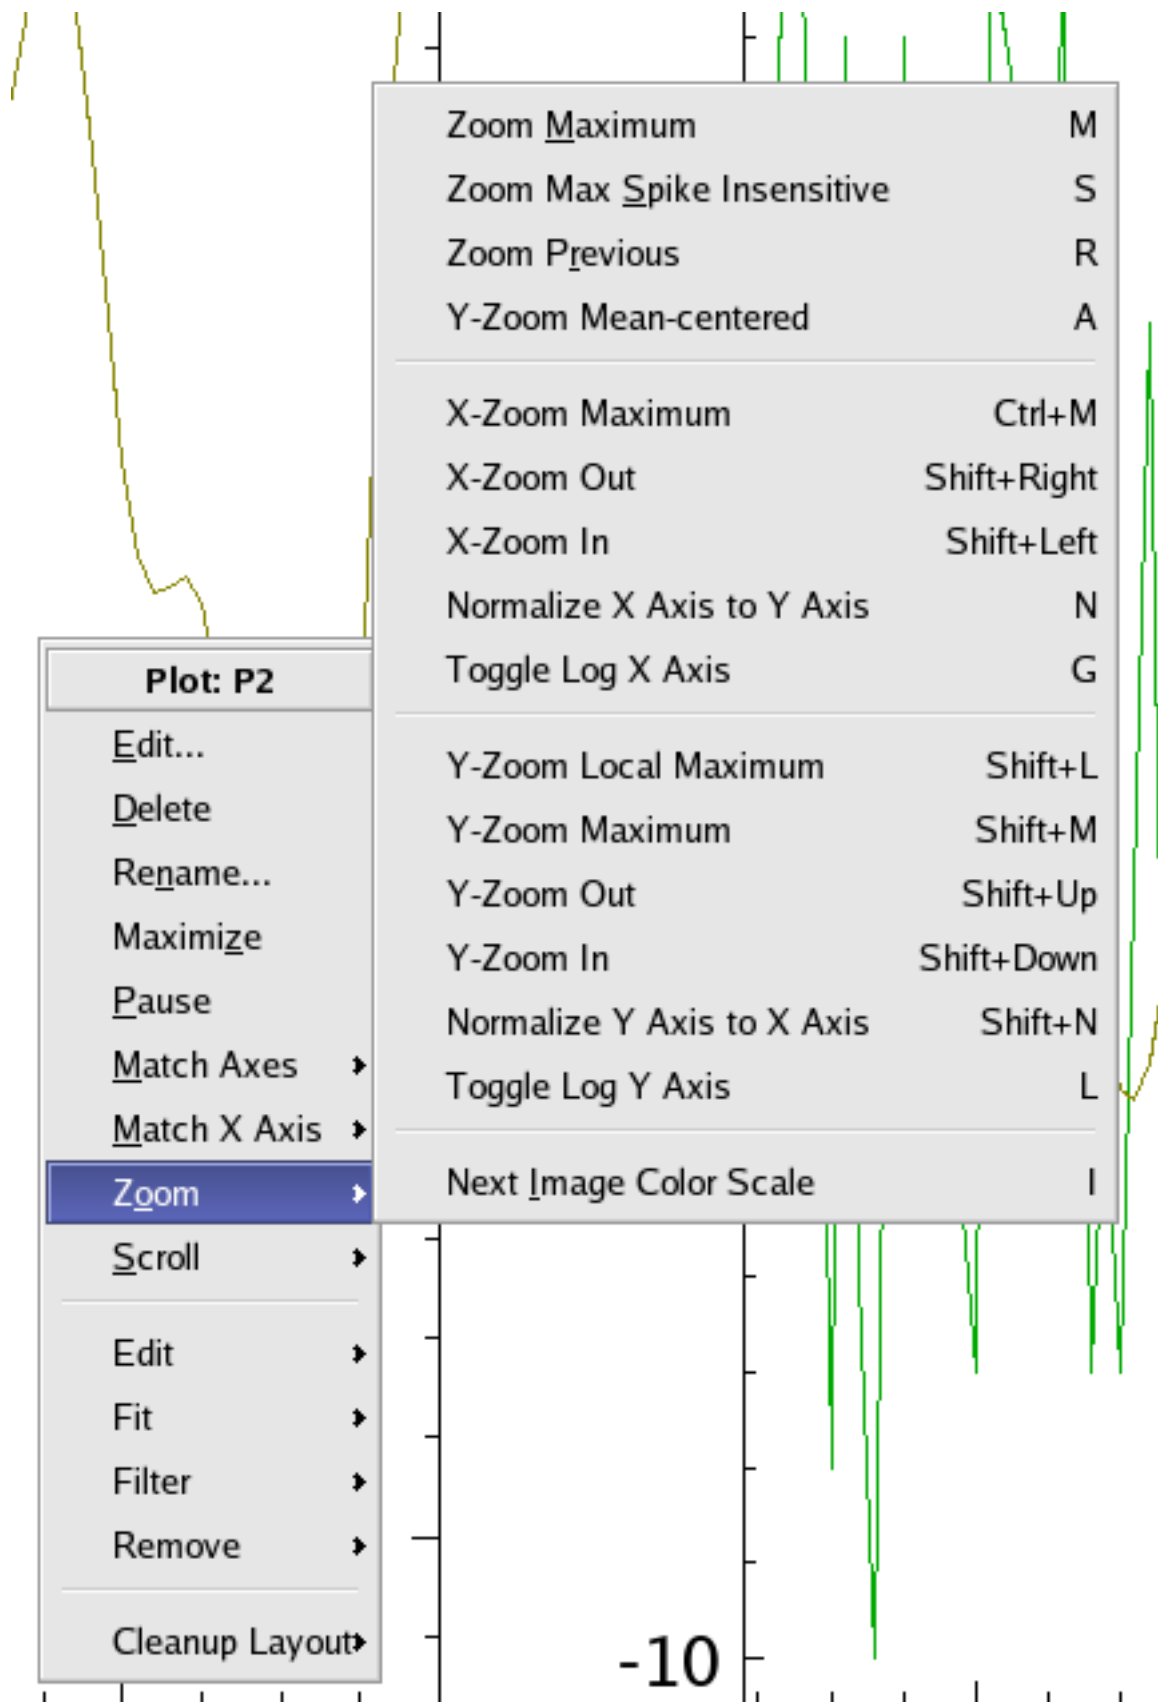 Zoom Maximum M
Zoom Max Spike Insensitive S
Zoom Previous R
Y-Zoom Mean-centered A
X-Zoom Maximum Ctrl+M
X-Zoom Out Shift+Right
X-Zoom In Shift+Left
Normalize X Axis to Y Axis N
Toggle Log X Axis G
Y-Zoom Local Maximum Shift+L
Y-Zoom Maximum Shift+M
Y-Zoom Out Shift+Up
Y-Zoom In Shift+Down
Normalize Y Axis to X Axis Shift+N
Toggle Log Y Axis L
Next Image Color Scale I
Plot: P2
Edit...
Delete
Rename...
Maximize
Pause
Match Axes
Match X Axis
Zoom
Scroll
Edit
Fit
Filter
Remove
Cleanup Layout
-10